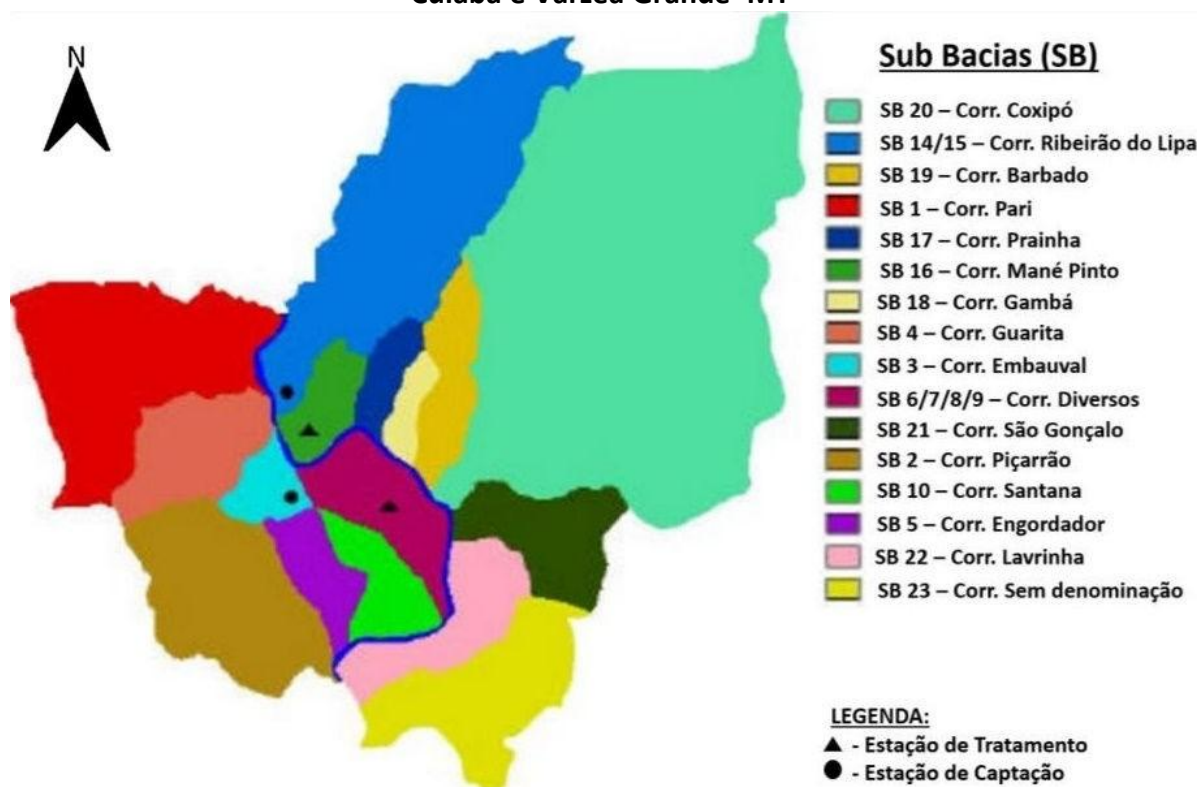 Cuiabá e Várzea Grande- MT
N
Sub Bacias (SB)
SB 20 – Corr. Coxipó
SB 14/15 – Corr. Ribeirão do Lipa
SB 19 – Corr. Barbado
SB 1 – Corr. Pari
SB 17 – Corr. Prainha
SB 16 – Corr. Mané Pinto
SB 18 – Corr. Gambá
SB 4 – Corr. Guarita
SB 3 – Corr. Embauval
SB 6/7/8/9 – Corr. Diversos
SB 21 – Corr. São Gonçalo
SB 2 – Corr. Piçarrão
SB 10 – Corr. Santana
SB 5 – Corr. Engordador
SB 22 – Corr. Lavrinha
SB 23 – Corr. Sem denominação
LEGENDA:
- Estação de Tratamento
- Estação de Captação